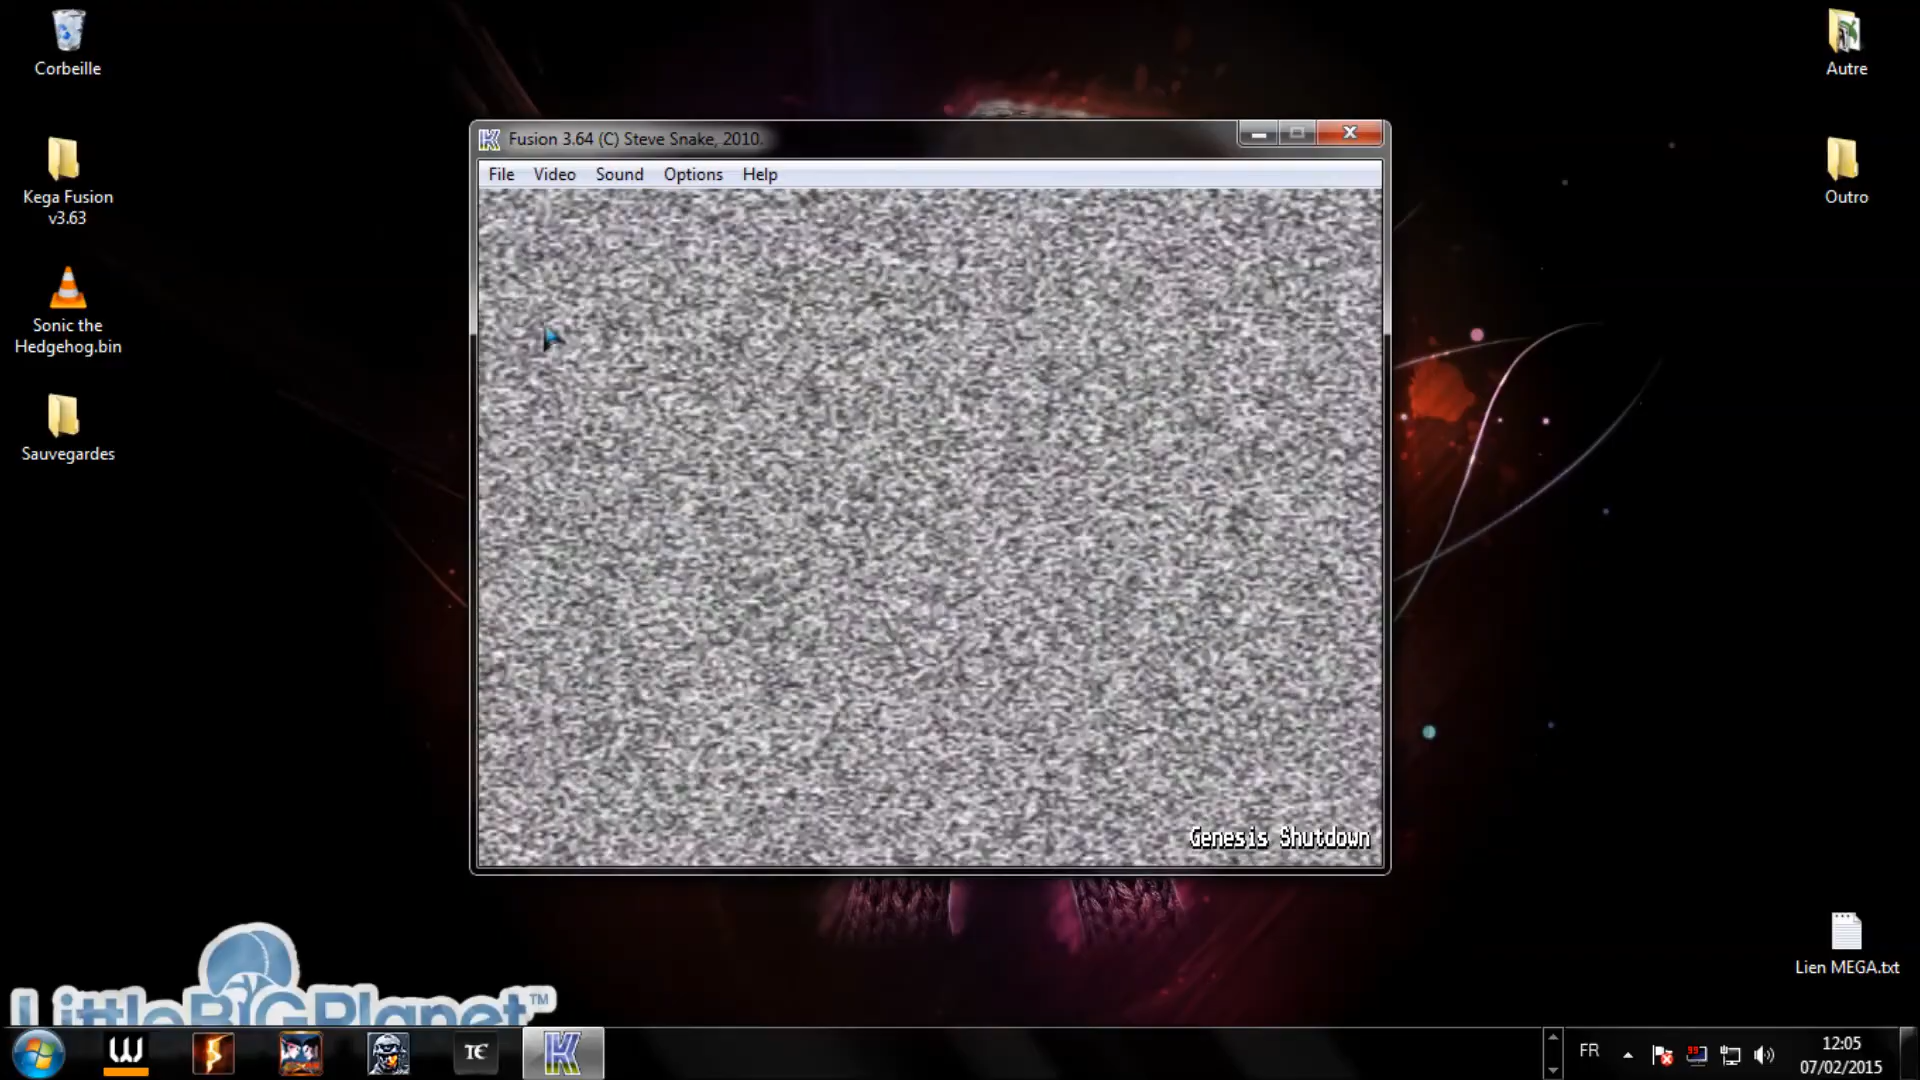 Corbeille
Kega Fusion
v3.63
Sonic the
Hedgehog.bin
Sauvegardes
Autre
Outro
Lien MEGA.txt
Fusion 3.64 (C) Steve Snake, 2010.
File Video Sound Options Help
Genesis Shutdown
LittleBIGPlanet™
FR
12:05
07/02/2015